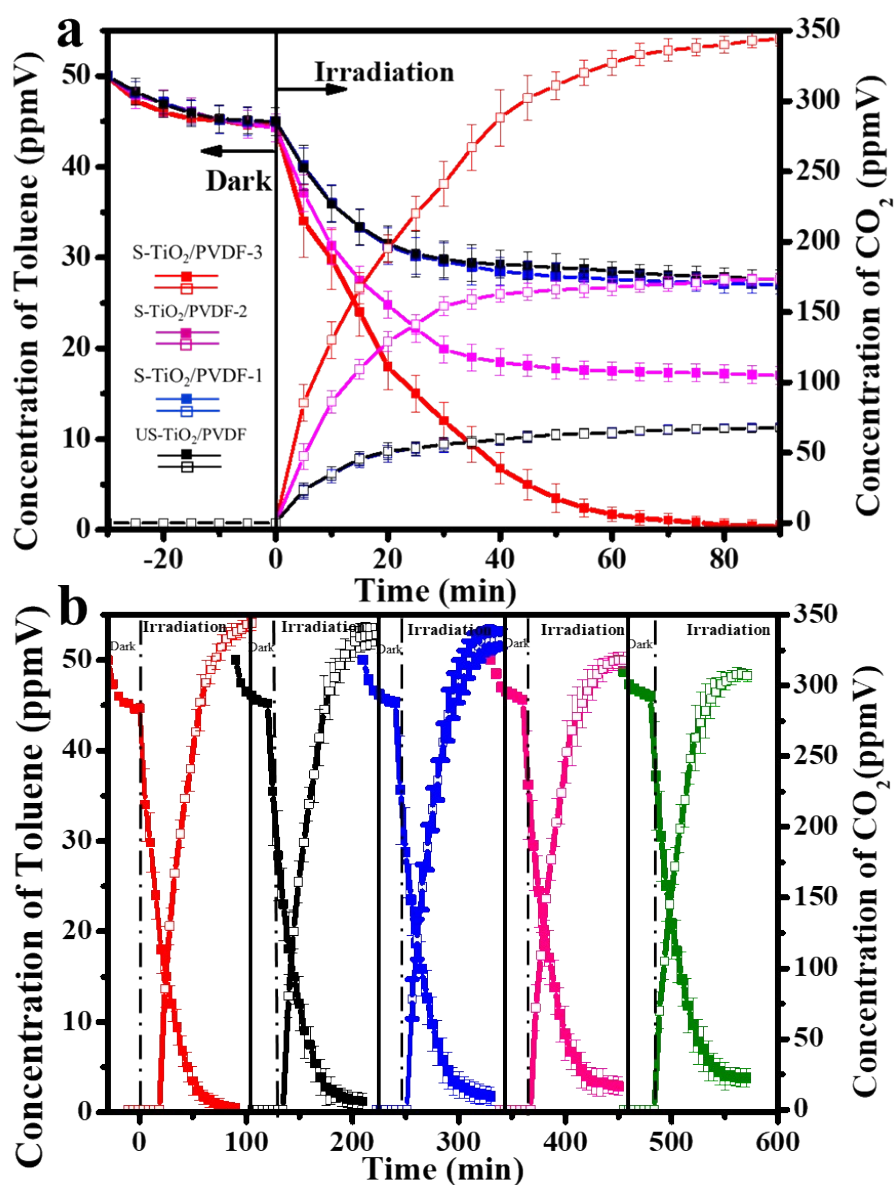 a
Concentration of Toluene (ppmV)
50
40
30
20
10
0
Irradiation
Dark
S-TiO₂/PVDF-3
S-TiO₂/PVDF-2
S-TiO₂/PVDF-1
US-TiO₂/PVDF
350
300
250
200
150
100
50
0
Concentration of CO₂ (ppmV)
-20 0 20 40 60 80
Time (min)
b
Concentration of Toluene (ppmV)
50
40
30
20
10
0
Dark Irradiation Dark Irradiation Dark Irradiation Dark Irradiation Dark Irradiation
350
300
250
200
150
100
50
0
Concentration of CO₂(ppmV)
0 100 200 300 400 500 600
Time (min)